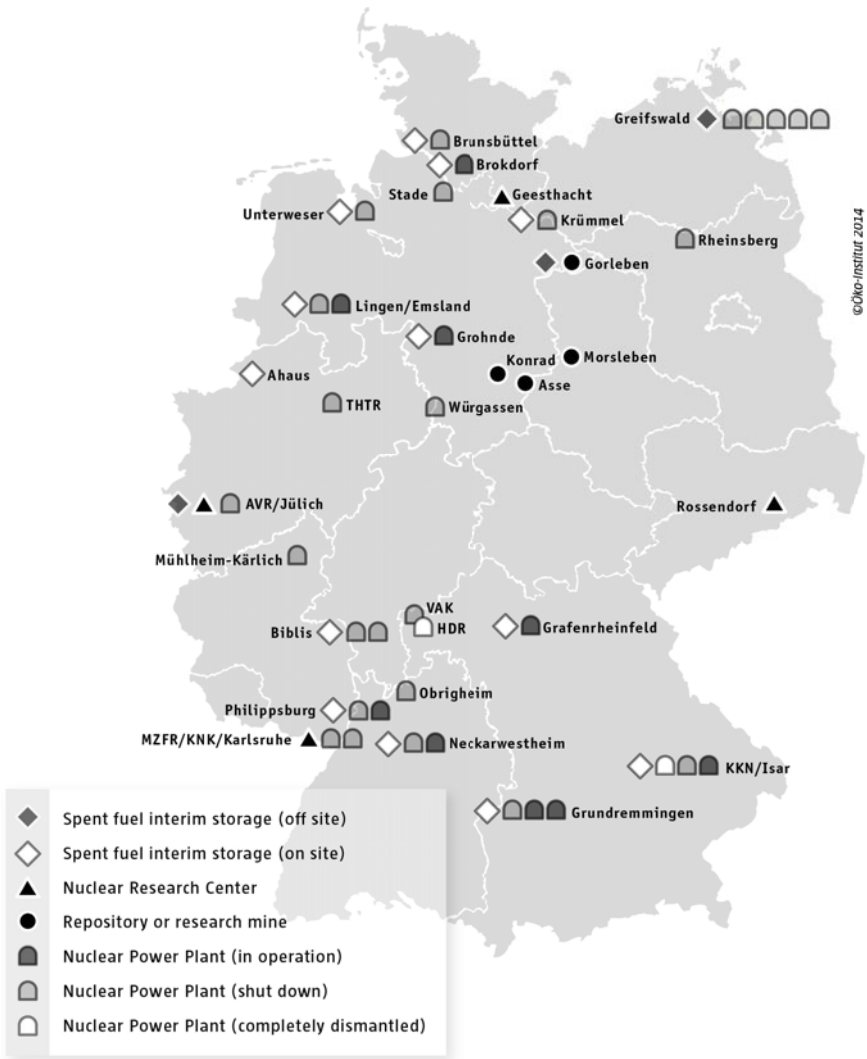 Greifswald
Brunsbüttel
Brokdorf
Stade
Geesthacht
Unterweser
Krümmel
Rheinsberg
Gorleben
©Öko-Institut 2014
Lingen/Emsland
Grohnde
Konrad
Morsleben
Ahaus
Asse
THTR
Würgassen
AVR/Jülich
Rossendorf
Mühlheim-Kärlich
VAK
Biblis
HDR
Grafenrheinfeld
Obrigheim
Philippsburg
MZFR/KNK/Karlsruhe
Neckarwestheim
KKN/Isar
Grundremmingen
Spent fuel interim storage (off site)
Spent fuel interim storage (on site)
Nuclear Research Center
Repository or research mine
Nuclear Power Plant (in operation)
Nuclear Power Plant (shut down)
Nuclear Power Plant (completely dismantled)